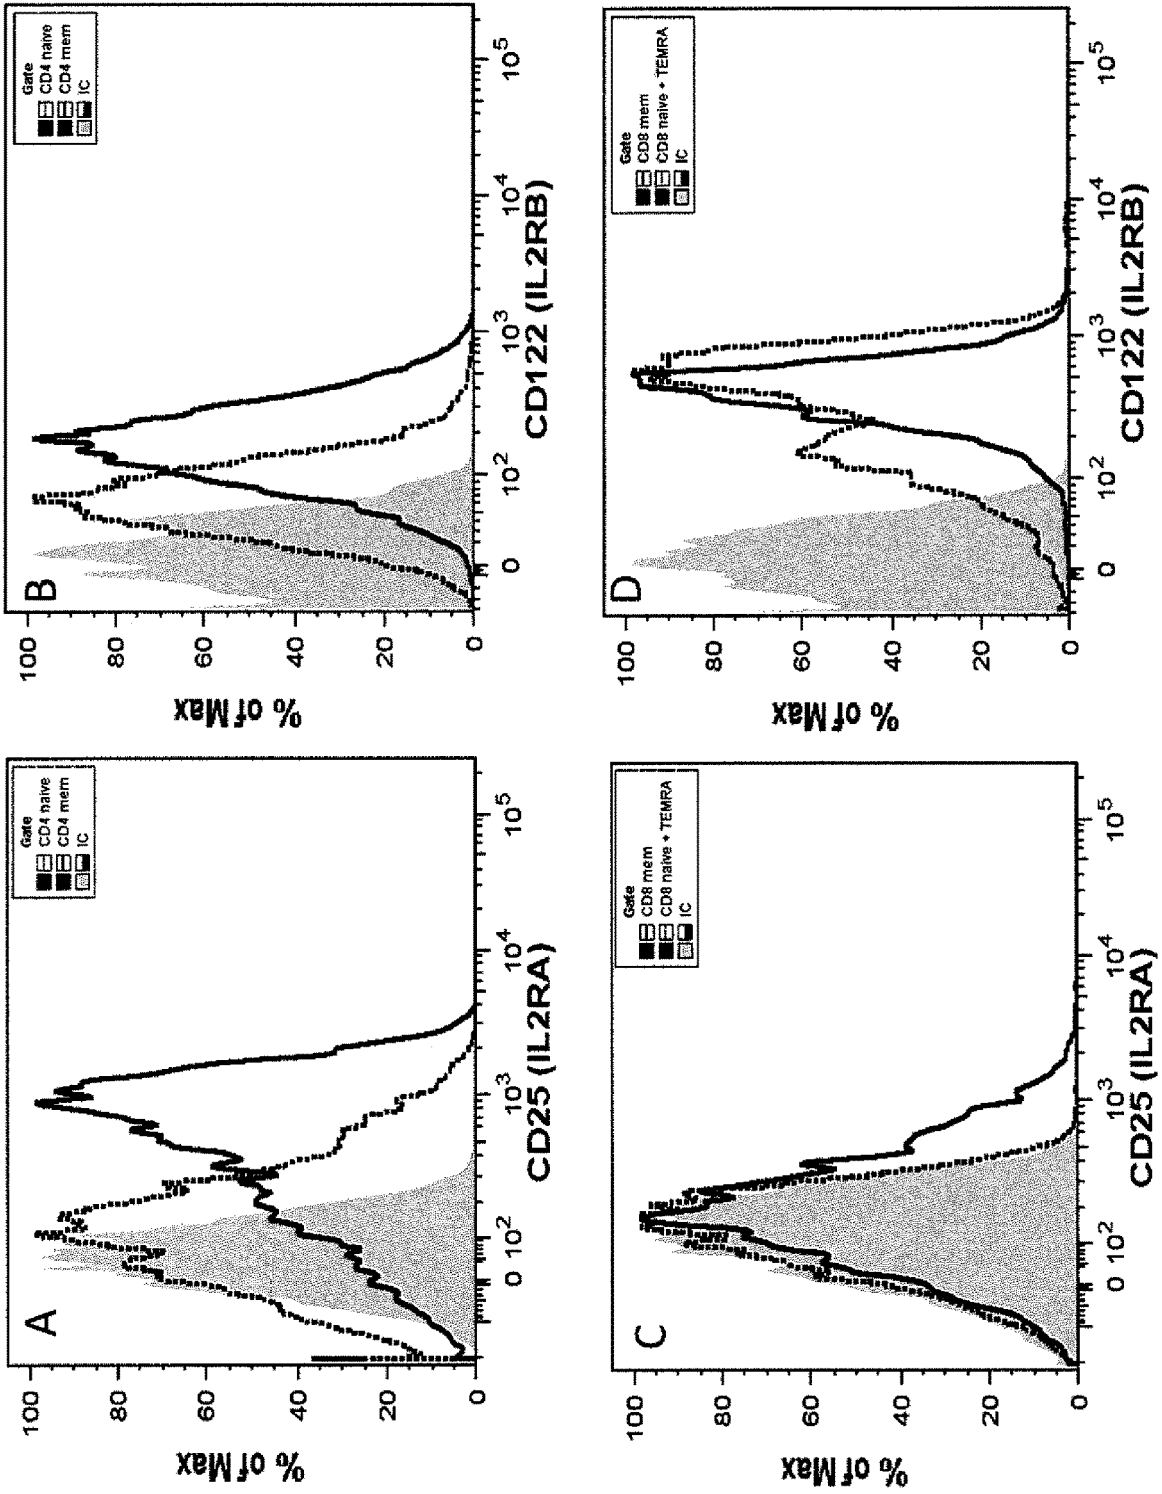 A
Gate
CD4 naive
CD4 mem
IC
100
80
60
40
20
0
% of Max
0
10^2
10^3
10^4
10^5
CD25 (IL2RA)
B
Gate
CD4 naive
CD4 mem
IC
100
80
60
40
20
0
% of Max
0
10^2
10^3
10^4
10^5
CD122 (IL2RB)
C
Gate
CD8 mem
CD8 naive + TEMRA
IC
100
80
60
40
20
0
% of Max
0
10^2
10^3
10^4
10^5
CD25 (IL2RA)
D
Gate
CD8 mem
CD8 naive + TEMRA
IC
100
80
60
40
20
0
% of Max
0
10^2
10^3
10^4
10^5
CD122 (IL2RB)